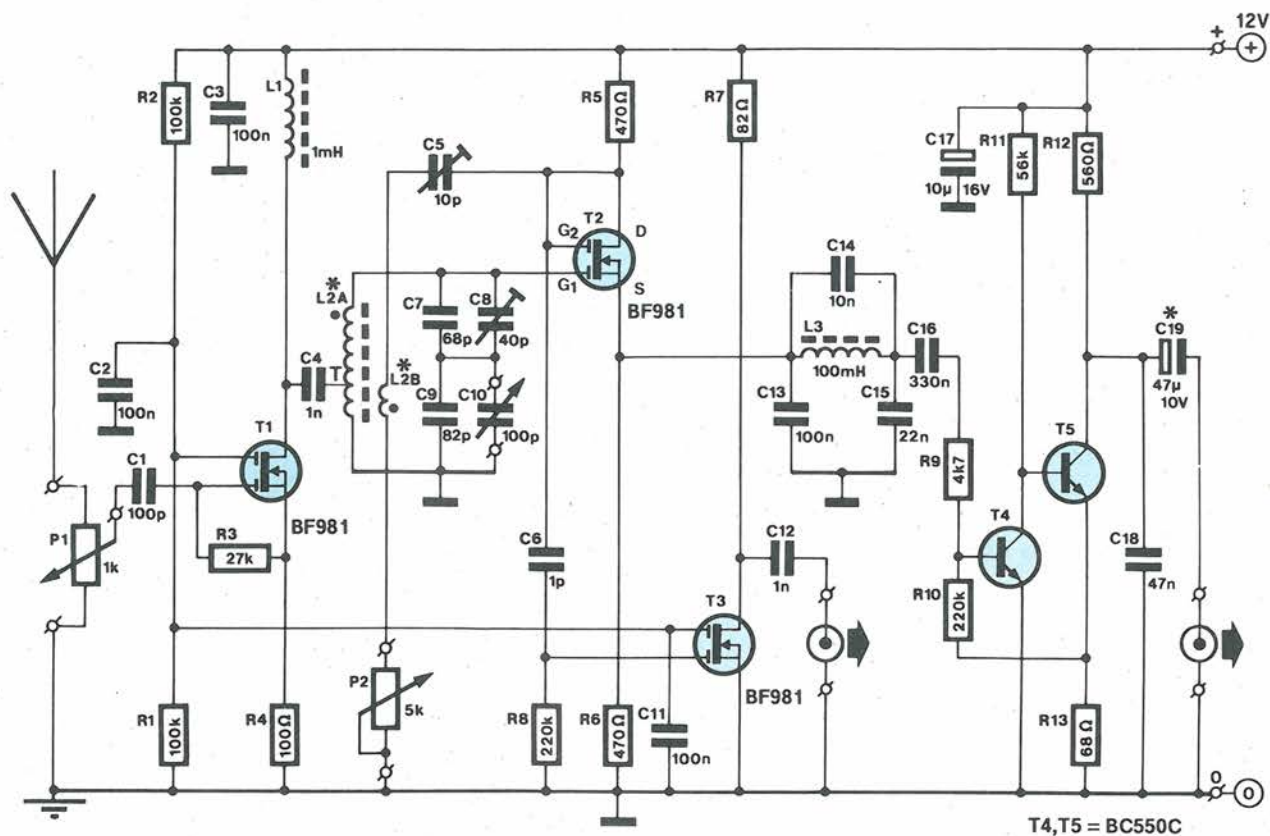 +
12V
+
R2
100k
C3
100n
L1
1mH
C5
10p
R5
470Ω
R7
82Ω
C17
10µ
16V
R11
56k
R12
560Ω
T2
G2
D
G1
S
BF981
*
L2A
C7
68p
C8
40p
C14
10n
L3
100mH
C16
330n
*
C19
47µ
10V
C2
100n
C4
1n
T
*
L2B
C9
82p
C10
100p
C13
100n
C15
22n
T1
BF981
C1
100p
R9
4k7
T5
R3
27k
P1
1k
C6
1p
C12
1n
T4
C18
47n
T3
BF981
R10
220k
P2
5k
R1
100k
R4
100Ω
R8
220k
R6
470Ω
C11
100n
R13
68Ω
0
0
T4,T5 = BC550C